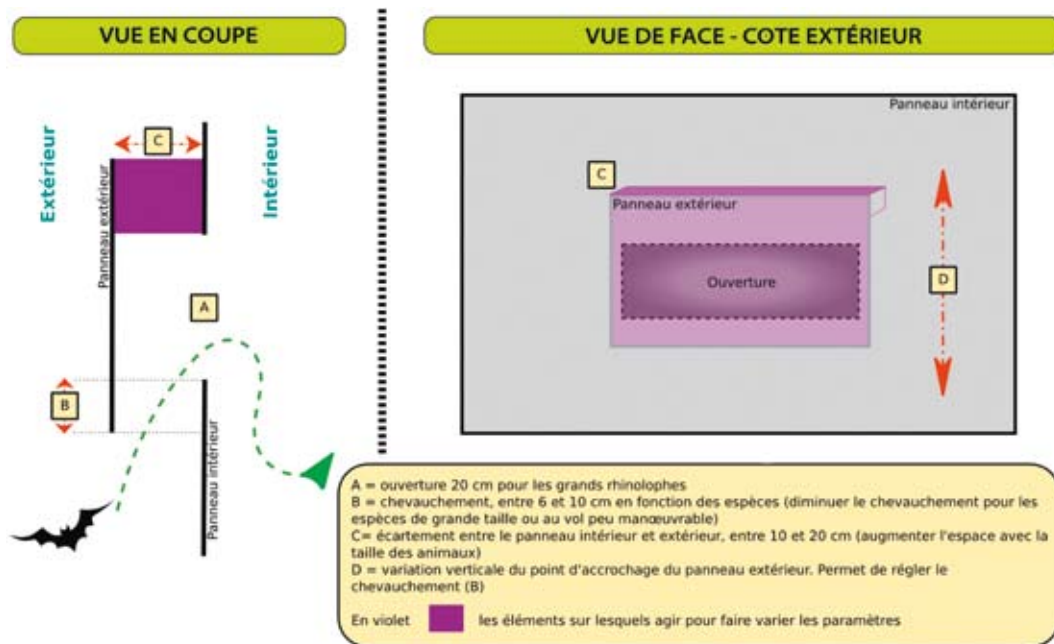 VUE EN COUPE
Extérieur
C
Intérieur
Panneau extérieur
A
B
Panneau intérieur
VUE DE FACE - COTE EXTÉRIEUR
Panneau intérieur
C
Panneau extérieur
Ouverture
D
A = ouverture 20 cm pour les grands rhinolophes
B = chevauchement, entre 6 et 10 cm en fonction des espèces (diminuer le chevauchement pour les
espèces de grande taille ou au vol peu manœuvrable)
C= écartement entre le panneau intérieur et extérieur, entre 10 et 20 cm (augmenter l'espace avec la
taille des animaux)
D = variation verticale du point d'accrochage du panneau extérieur. Permet de régler le
chevauchement (B)
En violet les éléments sur lesquels agir pour faire varier les paramètres